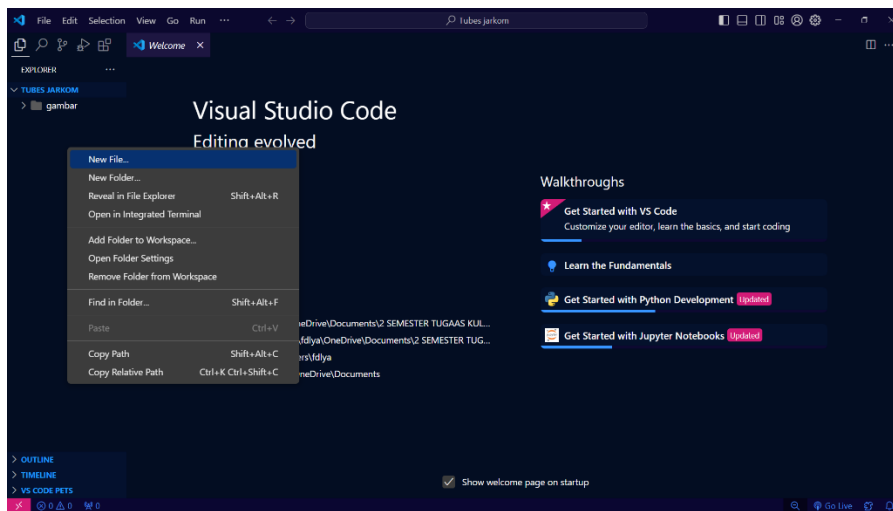 File Edit Selection View Go Run ··· Tubes jarkom
Welcome
EXPLORER ···
TUBES JARKOM
gambar
Visual Studio Code
Editing evolved
New File...
New Folder...
Reveal in File Explorer Shift+Alt+R
Open in Integrated Terminal
Add Folder to Workspace...
Open Folder Settings
Remove Folder from Workspace
Find in Folder... Shift+Alt+F
Paste Ctrl+V
Copy Path Shift+Alt+C
Copy Relative Path Ctrl+K Ctrl+Shift+C
eDrive\Documents\2 SEMESTER TUGAAS KUL...
\fdlya\OneDrive\Documents\2 SEMESTER TUG...
ers\fdlya
neDrive\Documents
Walkthroughs
Get Started with VS Code
Customize your editor, learn the basics, and start coding
Learn the Fundamentals
Get Started with Python Development Updated
Get Started with Jupyter Notebooks Updated
OUTLINE
TIMELINE
VS CODE PETS
Show welcome page on startup
0 0 0 Go Live